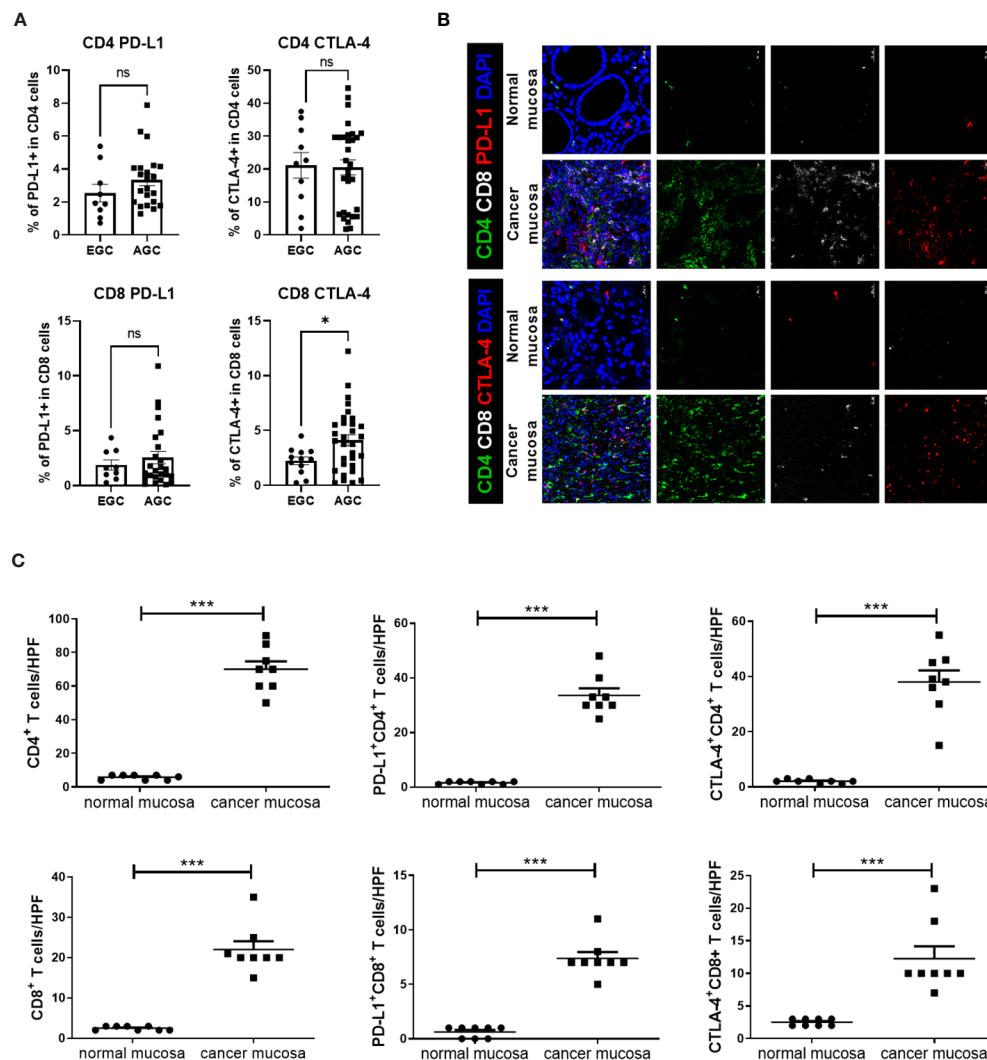 A
CD4 PD-L1
% of PD-L1+ in CD4 cells
10
8
6
4
2
0
ns
EGC AGC
CD4 CTLA-4
% of CTLA-4+ in CD4 cells
50
40
30
20
10
0
ns
EGC AGC
CD8 PD-L1
% of PD-L1+ in CD8 cells
15
10
5
0
ns
EGC AGC
CD8 CTLA-4
% of CTLA-4+ in CD8 cells
15
10
5
0
*
EGC AGC
B
CD4 CD8 PD-L1 DAPI
Normal
mucosa
Cancer
mucosa
CD4 CD8 CTLA-4 DAPI
Normal
mucosa
Cancer
mucosa
C
CD4+ T cells/HPF
100
80
60
40
20
0
***
normal mucosa cancer mucosa
PD-L1+CD4+ T cells/HPF
60
40
20
0
***
normal mucosa cancer mucosa
CTLA-4+CD4+ T cells/HPF
60
40
20
0
***
normal mucosa cancer mucosa
CD8+ T cells/HPF
40
30
20
10
0
***
normal mucosa cancer mucosa
PD-L1+CD8+ T cells/HPF
15
10
5
0
***
normal mucosa cancer mucosa
CTLA-4+CD8+ T cells/HPF
25
20
15
10
5
0
***
normal mucosa cancer mucosa